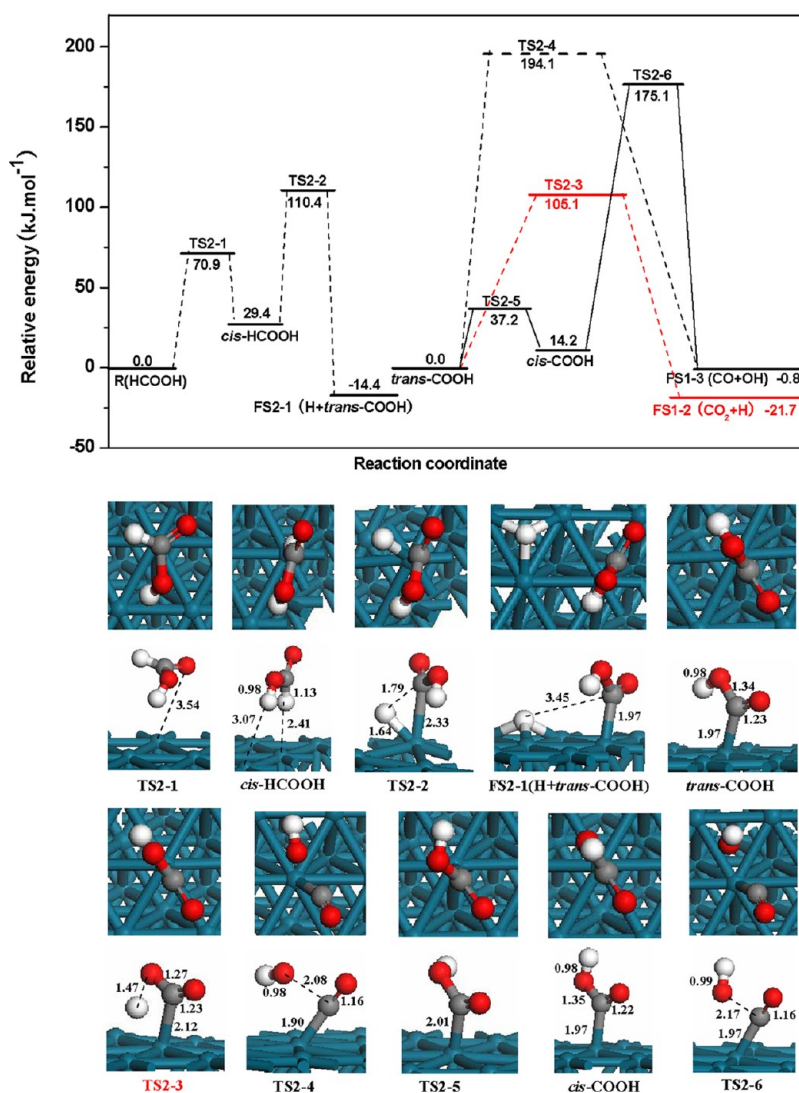 200
150
100
50
0
-50
Relative energy (kJ.mol⁻¹)
Reaction coordinate
TS2-4
194.1
TS2-6
175.1
TS2-3
105.1
TS2-2
110.4
TS2-1
70.9
29.4
cis-HCOOH
TS2-5
37.2
14.2
cis-COOH
0.0
R(HCOOH)
-14.4
FS2-1 (H+trans-COOH)
0.0
trans-COOH
FS1-3 (CO+OH) -0.8
FS1-2 (CO₂+H) -21.7
3.54
0.98 1.13
3.07 2.41
1.79
1.64 2.33
3.45
1.97
0.98 1.34
1.23
1.97
TS2-1 cis-HCOOH TS2-2 FS2-1(H+trans-COOH) trans-COOH
1.47 1.27
1.23
2.12
2.08
0.98 1.16
1.90
2.01
0.98
1.35 1.22
1.97
0.99
2.17 1.16
1.97
TS2-3 TS2-4 TS2-5 cis-COOH TS2-6